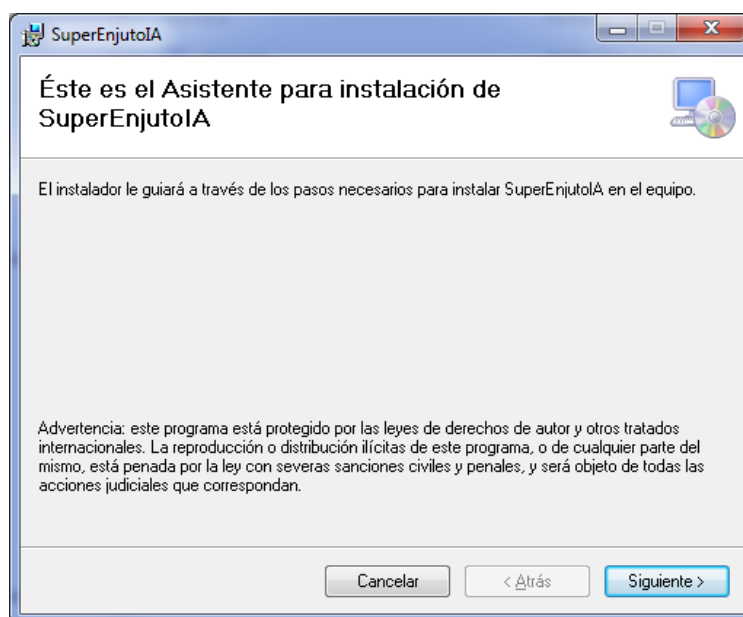 SuperEnjutoIA
Éste es el Asistente para instalación de
SuperEnjutoIA
El instalador le guiará a través de los pasos necesarios para instalar SuperEnjutoIA en el equipo.
Advertencia: este programa está protegido por las leyes de derechos de autor y otros tratados
internacionales. La reproducción o distribución ilícitas de este programa, o de cualquier parte del
mismo, está penada por la ley con severas sanciones civiles y penales, y será objeto de todas las
acciones judiciales que correspondan.
Cancelar < Atrás Siguiente >